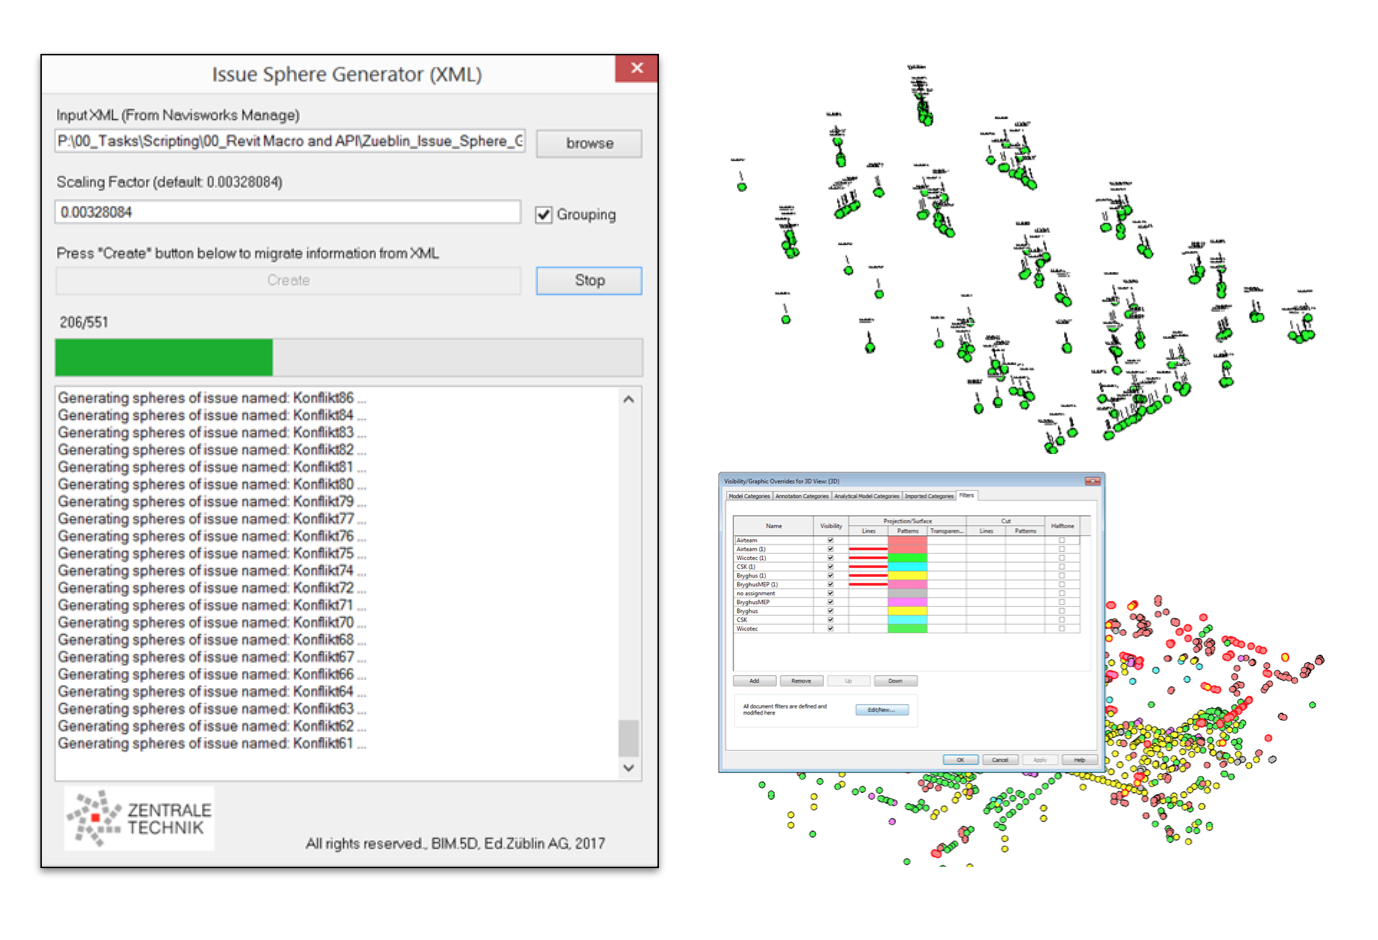 Issue Sphere Generator (XML)
Input XML (From Navisworks Manage)
P:\00_Tasks\Scripting\00_Revit Macro and API\Zueblin_Issue_Sphere_G
browse
Scaling Factor (default: 0.00328084)
0.00328084
Grouping
Press "Create" button below to migrate information from XML
Create
Stop
206/551
Generating spheres of issue named: Konflikt86 ...
Generating spheres of issue named: Konflikt84 ...
Generating spheres of issue named: Konflikt83 ...
Generating spheres of issue named: Konflikt82 ...
Generating spheres of issue named: Konflikt81 ...
Generating spheres of issue named: Konflikt80 ...
Generating spheres of issue named: Konflikt79 ...
Generating spheres of issue named: Konflikt77 ...
Generating spheres of issue named: Konflikt76 ...
Generating spheres of issue named: Konflikt75 ...
Generating spheres of issue named: Konflikt74 ...
Generating spheres of issue named: Konflikt72 ...
Generating spheres of issue named: Konflikt71 ...
Generating spheres of issue named: Konflikt70 ...
Generating spheres of issue named: Konflikt68 ...
Generating spheres of issue named: Konflikt67 ...
Generating spheres of issue named: Konflikt66 ...
Generating spheres of issue named: Konflikt64 ...
Generating spheres of issue named: Konflikt63 ...
Generating spheres of issue named: Konflikt62 ...
Generating spheres of issue named: Konflikt61 ...
ZENTRALE
TECHNIK
All rights reserved., BIM.5D, Ed.Züblin AG, 2017
Visibility/Graphic Overrides for 3D View: {3D}
Model Categories Annotation Categories Analytical Model Categories Imported Categories Filters
Name Visibility Projection/Surface Cut Halftone
Lines Patterns Transparen... Lines Patterns
Airteam
Airteam (1)
Wicotec (1)
CSK (1)
Bryghus (1)
BryghusMEP (1)
no assignment
BryghusMEP
Bryghus
CSK
Wicotec
Add Remove Up Down
All document filters are defined and
modified here
Edit/New...
OK Cancel Apply Help